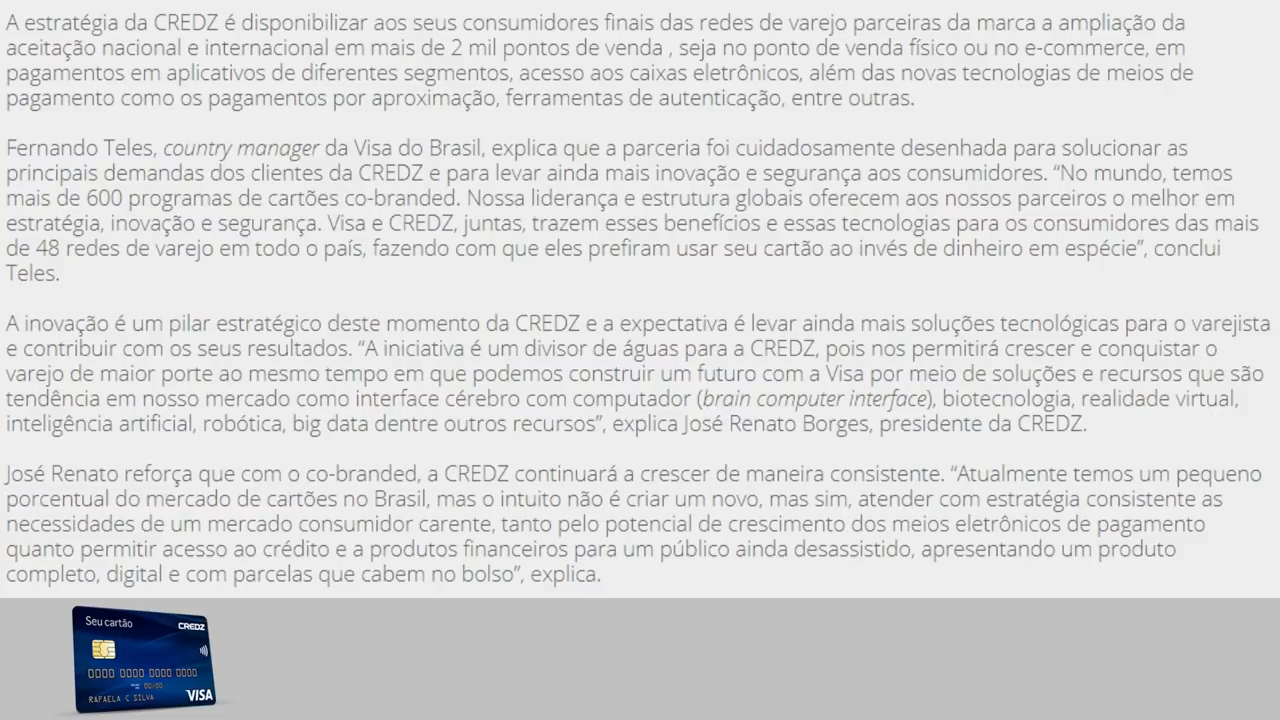 A estratégia da CREDZ é disponibilizar aos seus consumidores finais das redes de varejo parceiras da marca a ampliação da
aceitação nacional e internacional em mais de 2 mil pontos de venda , seja no ponto de venda físico ou no e-commerce, em
pagamentos em aplicativos de diferentes segmentos, acesso aos caixas eletrônicos, além das novas tecnologias de meios de
pagamento como os pagamentos por aproximação, ferramentas de autenticação, entre outras.
Fernando Teles, country manager da Visa do Brasil, explica que a parceria foi cuidadosamente desenhada para solucionar as
principais demandas dos clientes da CREDZ e para levar ainda mais inovação e segurança aos consumidores. “No mundo, temos
mais de 600 programas de cartões co-branded. Nossa liderança e estrutura globais oferecem aos nossos parceiros o melhor em
estratégia, inovação e segurança. Visa e CREDZ, juntas, trazem esses benefícios e essas tecnologias para os consumidores das mais
de 48 redes de varejo em todo o país, fazendo com que eles prefiram usar seu cartão ao invés de dinheiro em espécie”, conclui
Teles.
A inovação é um pilar estratégico deste momento da CREDZ e a expectativa é levar ainda mais soluções tecnológicas para o varejista
e contribuir com os seus resultados. “A iniciativa é um divisor de águas para a CREDZ, pois nos permitirá crescer e conquistar o
varejo de maior porte ao mesmo tempo em que podemos construir um futuro com a Visa por meio de soluções e recursos que são
tendência em nosso mercado como interface cérebro com computador (brain computer interface), biotecnologia, realidade virtual,
inteligência artificial, robótica, big data dentre outros recursos”, explica José Renato Borges, presidente da CREDZ.
José Renato reforça que com o co-branded, a CREDZ continuará a crescer de maneira consistente. “Atualmente temos um pequeno
porcentual do mercado de cartões no Brasil, mas o intuito não é criar um novo, mas sim, atender com estratégia consistente as
necessidades de um mercado consumidor carente, tanto pelo potencial de crescimento dos meios eletrônicos de pagamento
quanto permitir acesso ao crédito e a produtos financeiros para um público ainda desassistido, apresentando um produto
completo, digital e com parcelas que cabem no bolso”, explica.
Seu cartão
CREDZ
0000 0000 0000 0000
00/00
RAFAELA C SILVA
VISA